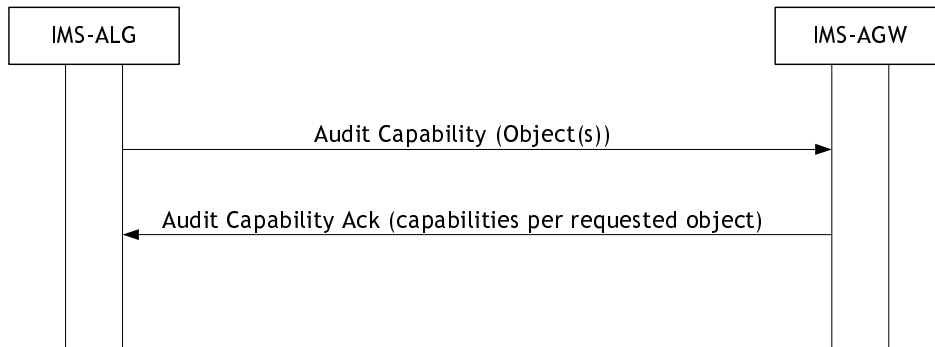 IMS-ALG
IMS-AGW
Audit Capability (Object(s))
Audit Capability Ack (capabilities per requested object)